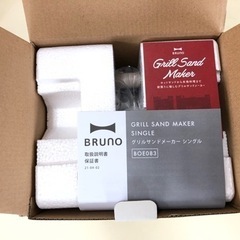 Grill Sand
Maker
BRUNO
GRILL SAND MAKER
SINGLE
グリルサンドメーカー シングル
BOE083
取扱説明書
保証書